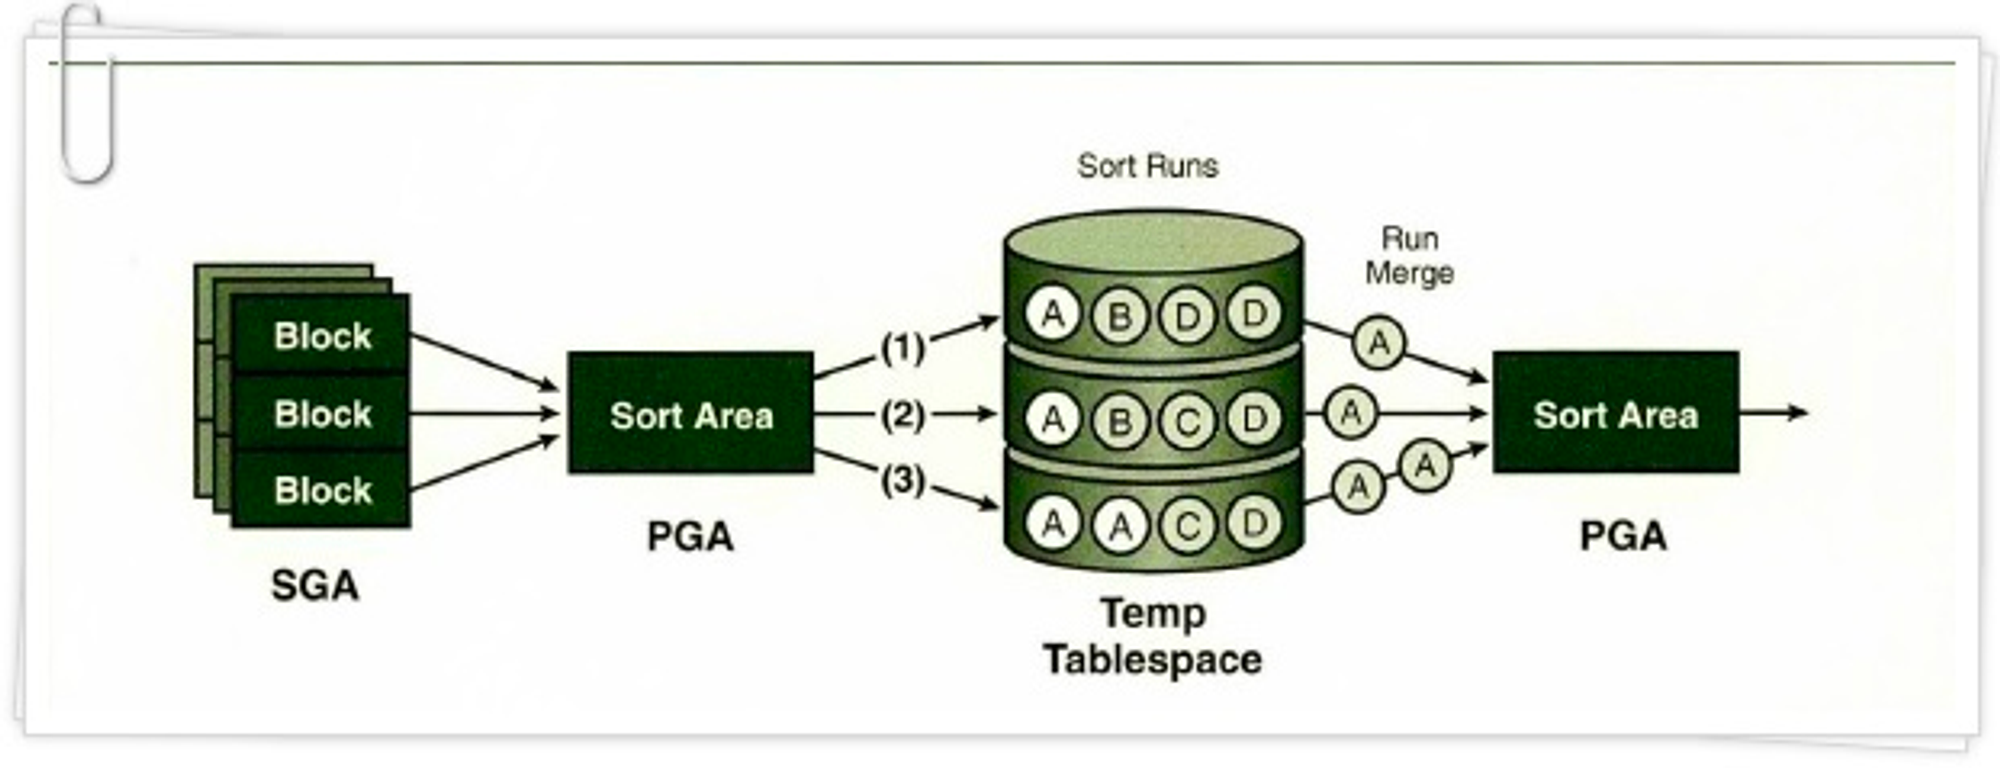 Sort Runs
Run
Merge
Block
Block
Block
SGA
Sort Area
PGA
(1)
(2)
(3)
A B D D
A B C D
A A C D
Temp
Tablespace
A
A
A A
Sort Area
PGA